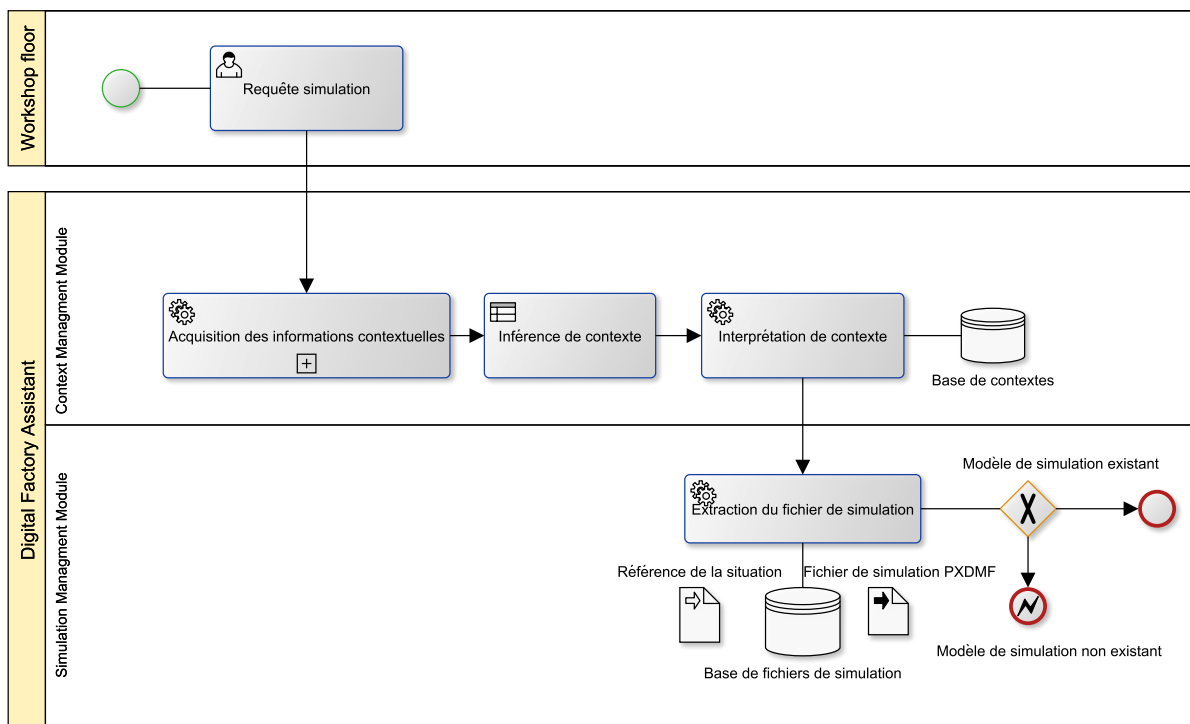 Workshop floor
Requête simulation
Digital Factory Assistant
Context Managment Module
Acquisition des informations contextuelles
Inférence de contexte
Interprétation de contexte
Base de contextes
Simulation Managment Module
Modèle de simulation existant
Extraction du fichier de simulation
X
Référence de la situation
Fichier de simulation PXDMF
Modèle de simulation non existant
Base de fichiers de simulation